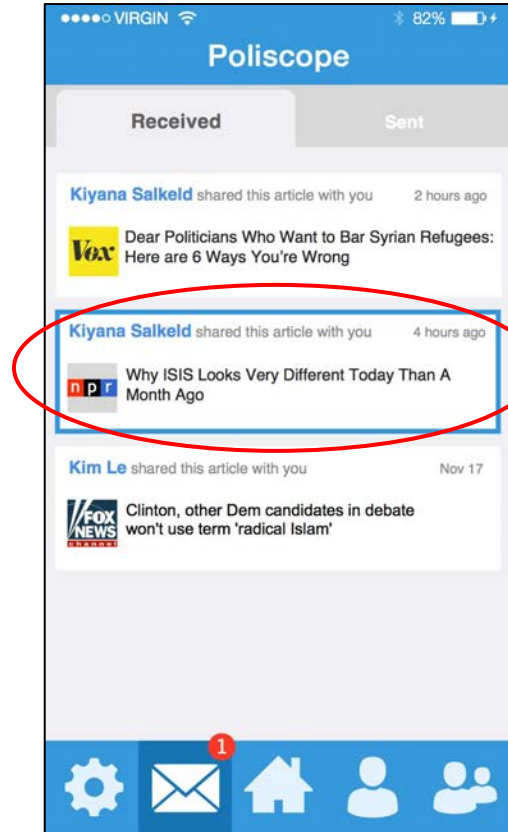 VIRGIN 82%
Poliscope
Received Sent
Kiyana Salkeld shared this article with you 2 hours ago
Vox
Dear Politicians Who Want to Bar Syrian Refugees:
Here are 6 Ways You're Wrong
Kiyana Salkeld shared this article with you 4 hours ago
npr
Why ISIS Looks Very Different Today Than A
Month Ago
Kim Le shared this article with you Nov 17
FOX
NEWS
channel
Clinton, other Dem candidates in debate
won't use term 'radical Islam'
1